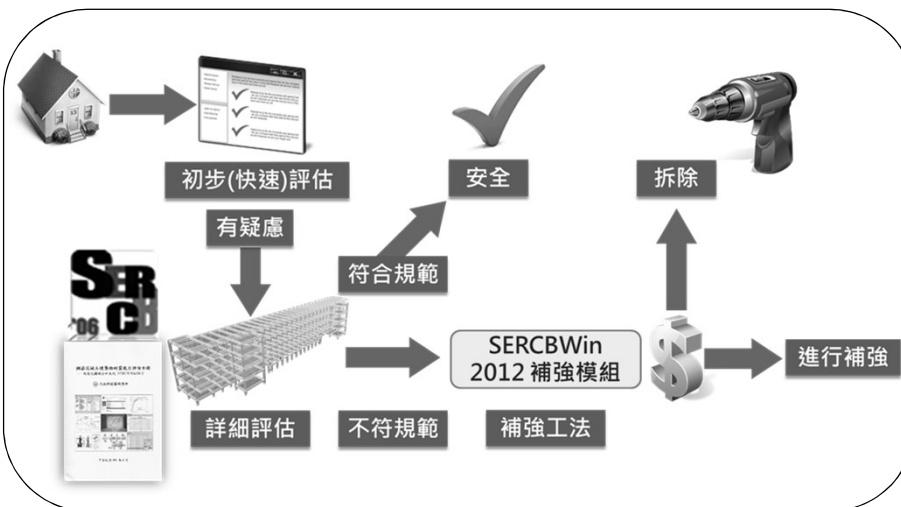 初步(快速)評估
安全
拆除
有疑慮
符合規範
SERCB
'06
SERCBWin
2012 補強模組
進行補強
詳細評估
不符規範
補強工法